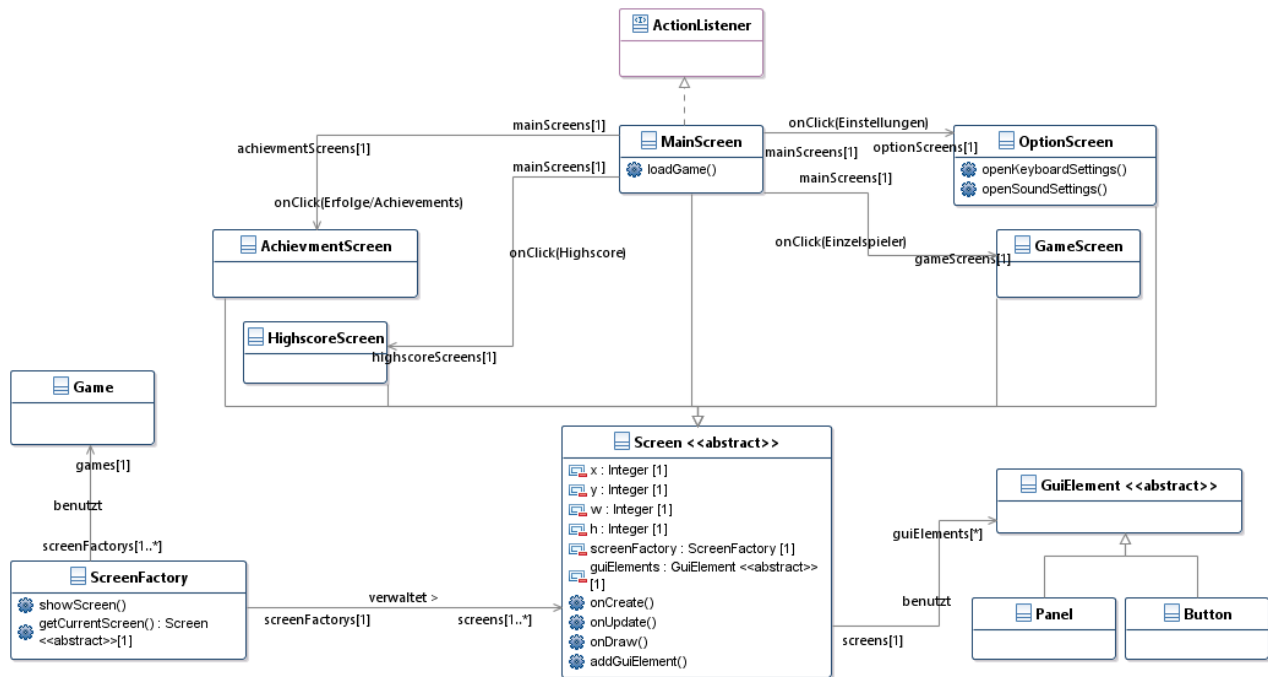 ActionListener
mainScreens[1]
achievmentScreens[1]
mainScreens[1]
onClick(Erfolge/Achievements)
MainScreen
loadGame()
onClick(Einstellungen)
mainScreens[1]
optionScreens[1]
mainScreens[1]
OptionScreen
openKeyboardSettings()
openSoundSettings()
AchievmentScreen
onClick(Highscore)
onClick(Einzelspieler)
gameScreens[1]
GameScreen
HighscoreScreen
highscoreScreens[1]
Game
games[1]
benutzt
screenFactorys[1..*]
ScreenFactory
showScreen()
getCurrentScreen() : Screen
<<abstract>>[1]
verwaltet >
screenFactorys[1]
screens[1..*]
Screen <<abstract>>
x : Integer [1]
y : Integer [1]
w : Integer [1]
h : Integer [1]
screenFactory : ScreenFactory [1]
guiElements : GuiElement <<abstract>>
[1]
onCreate()
onUpdate()
onDraw()
addGuiElement()
GuiElement <<abstract>>
guiElements[*]
benutzt
screens[1]
Panel
Button